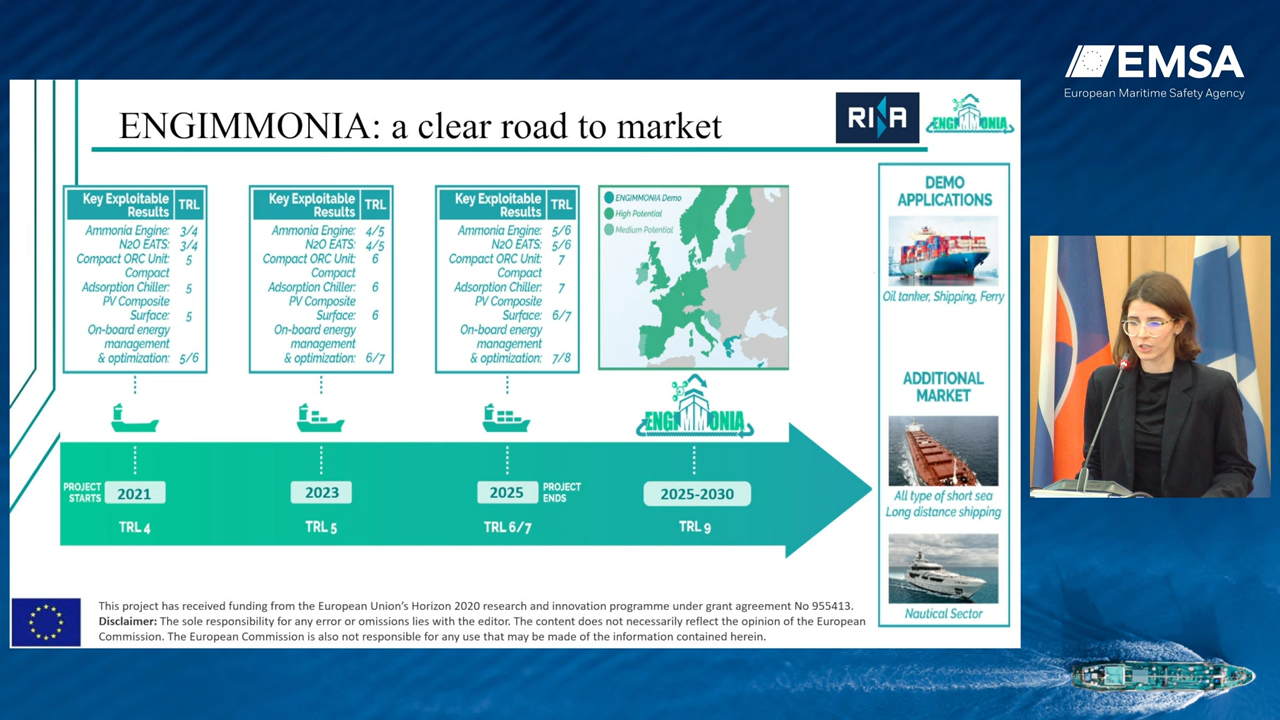 EMSA
European Maritime Safety Agency
ENGIMMONIA: a clear road to market
RINA
ENGIMMONIA
Key Exploitable Results TRL
Ammonia Engine: 3/4
N2O EATS: 3/4
Compact ORC Unit: 5
Compact
Adsorption Chiller: 5
PV Composite
Surface: 5
On-board energy
management
& optimization: 5/6
Key Exploitable Results TRL
Ammonia Engine: 4/5
N2O EATS: 4/5
Compact ORC Unit: 6
Compact
Adsorption Chiller: 6
PV Composite
Surface: 6
On-board energy
management
& optimization: 6/7
Key Exploitable Results TRL
Ammonia Engine: 5/6
N2O EATS: 5/6
Compact ORC Unit: 7
Compact
Adsorption Chiller: 7
PV Composite
Surface: 6/7
On-board energy
management
& optimization: 7/8
ENGIMMONIA Demo
High Potential
Medium Potential
ENGIMMONIA
PROJECT
STARTS
2021
2023
2025
PROJECT
ENDS
2025-2030
TRL 4
TRL 5
TRL 6/7
TRL 9
DEMO
APPLICATIONS
Oil tanker, Shipping, Ferry
ADDITIONAL
MARKET
All type of short sea
Long distance shipping
Nautical Sector
This project has received funding from the European Union's Horizon 2020 research and innovation programme under grant agreement No 955413.
Disclaimer: The sole responsibility for any error or omissions lies with the editor. The content does not necessarily reflect the opinion of the European
Commission. The European Commission is also not responsible for any use that may be made of the information contained herein.